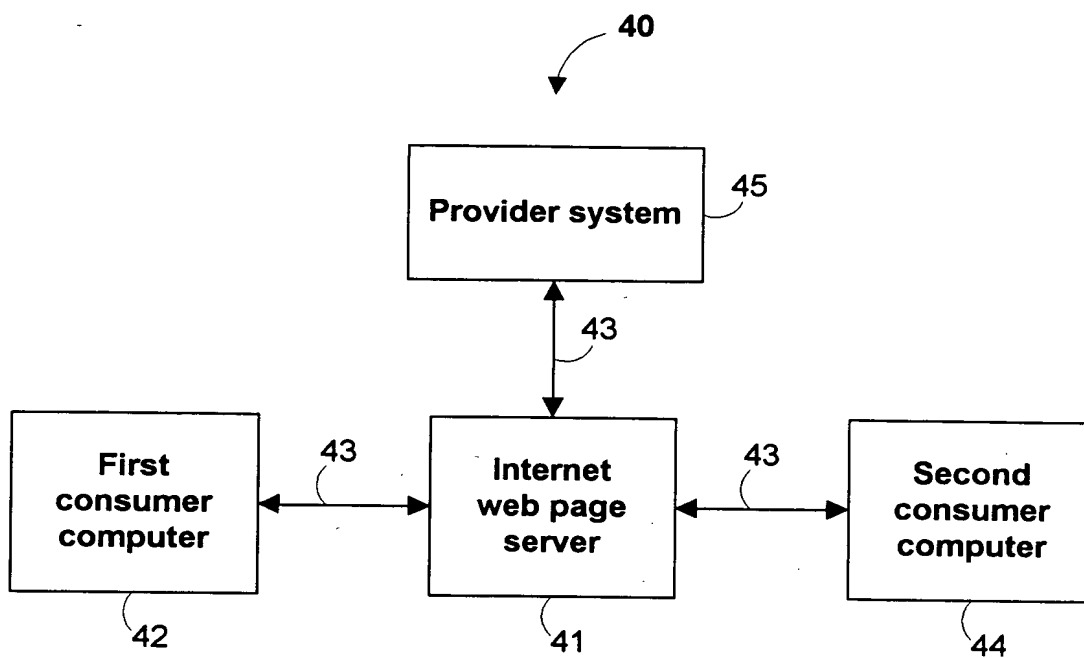 40
Provider system
45
43
First
consumer
computer
43
Internet
web page
server
43
Second
consumer
computer
42
41
44